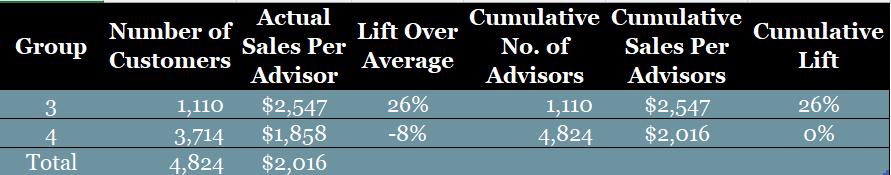 Group Number of Customers Actual Sales Per Advisor Lift Over Average Cumulative No. of Advisors Cumulative Sales Per Advisors Cumulative Lift
3 1,110 $2,547 26% 1,110 $2,547 26%
4 3,714 $1,858 -8% 4,824 $2,016 0%
Total 4,824 $2,016